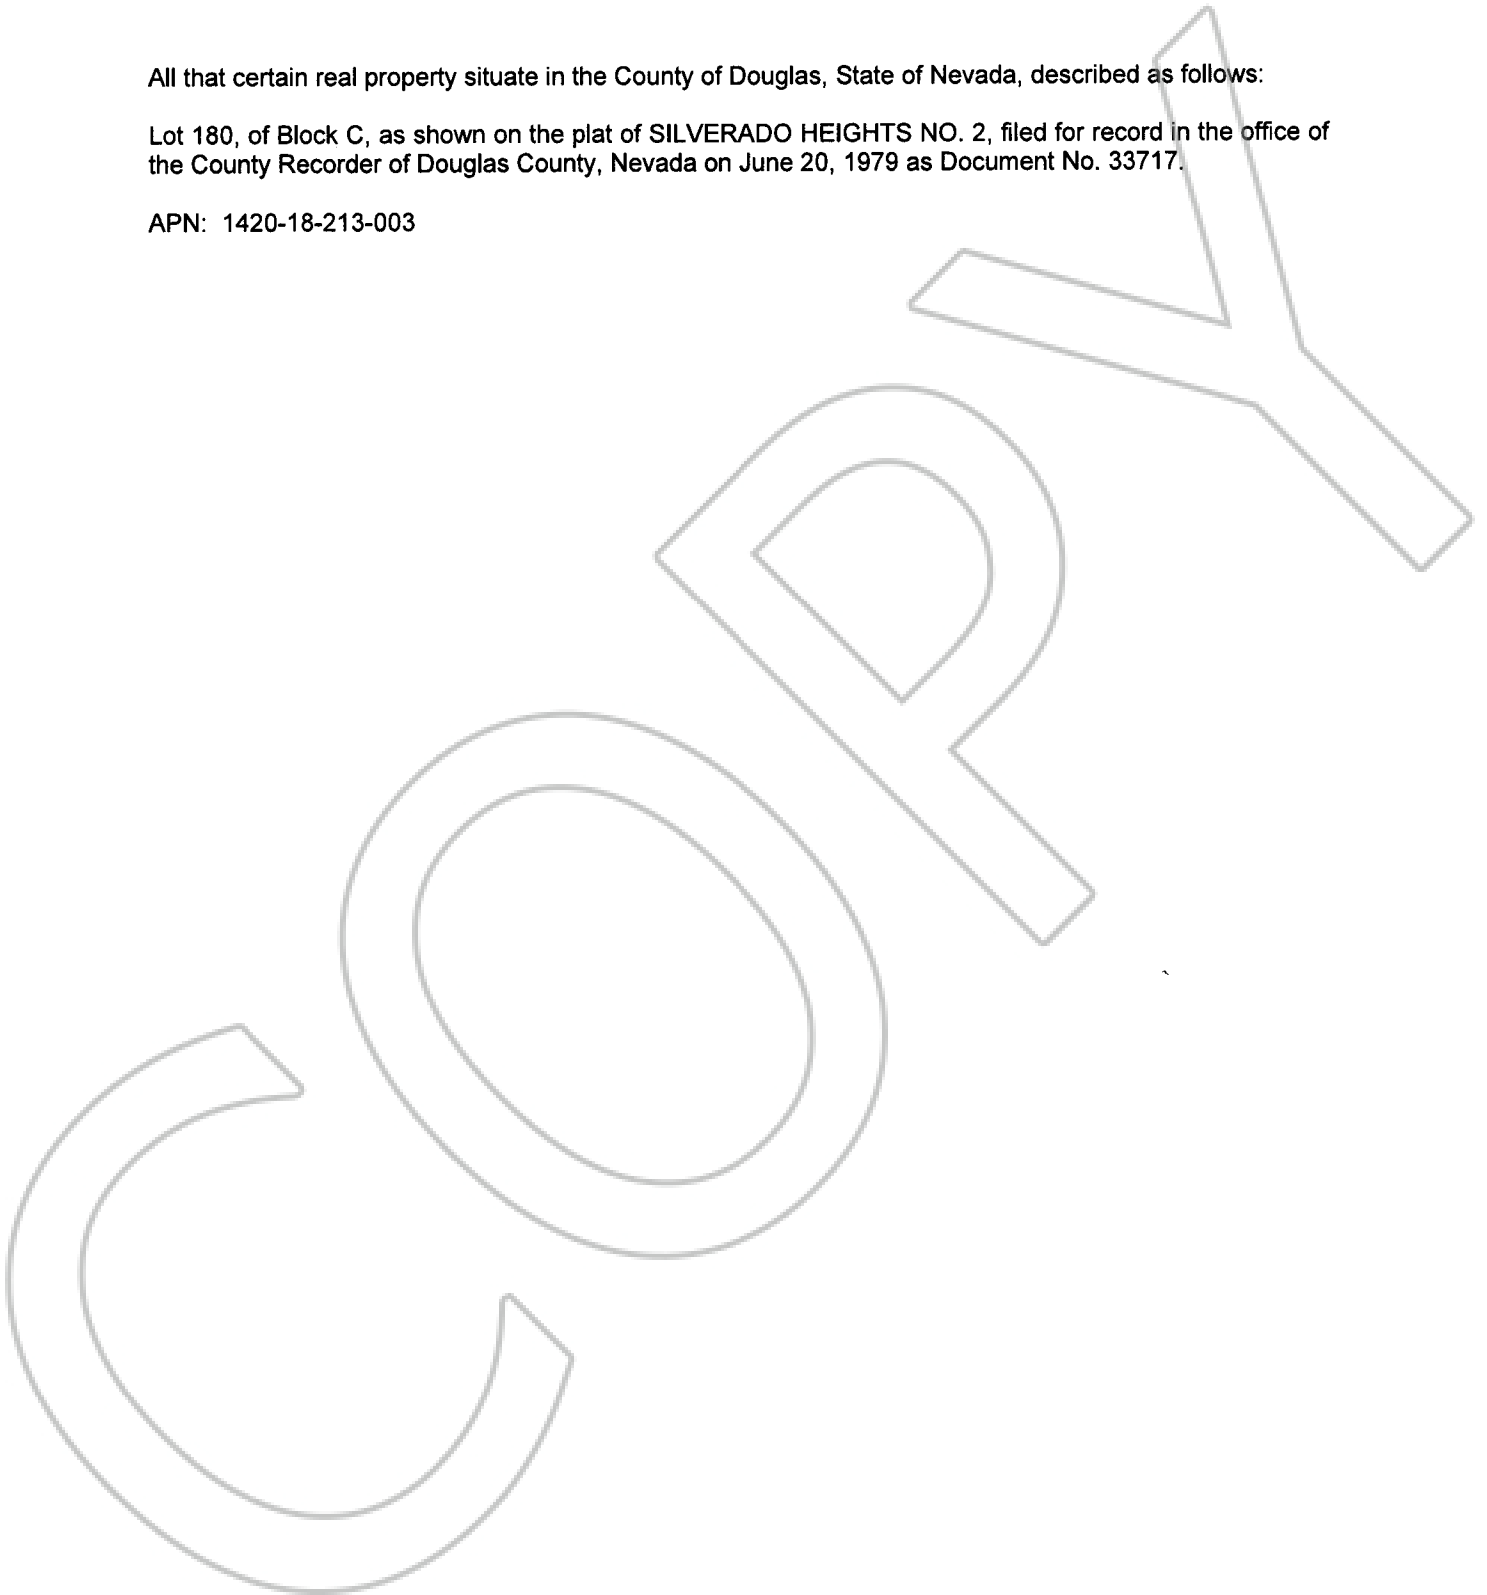 All that certain real property situate in the County of Douglas, State of Nevada, described as follows:
Lot 180, of Block C, as shown on the plat of SILVERADO HEIGHTS NO. 2, filed for record in the office of
the County Recorder of Douglas County, Nevada on June 20, 1979 as Document No. 33717.
APN:  1420-18-213-003
COPY